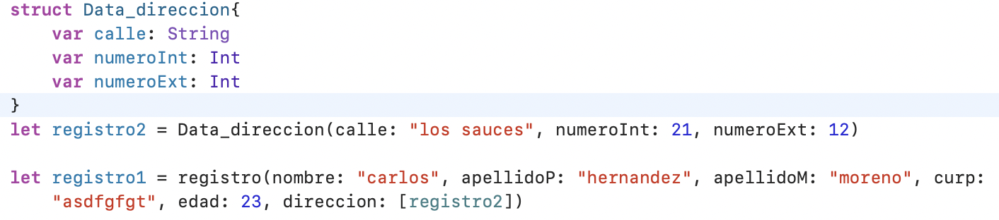 struct Data_direccion{
    var calle: String
    var numeroInt: Int
    var numeroExt: Int
}
let registro2 = Data_direccion(calle: "los sauces", numeroInt: 21, numeroExt: 12)

let registro1 = registro(nombre: "carlos", apellidoP: "hernandez", apellidoM: "moreno", curp:
    "asdfgfgt", edad: 23, direccion: [registro2])